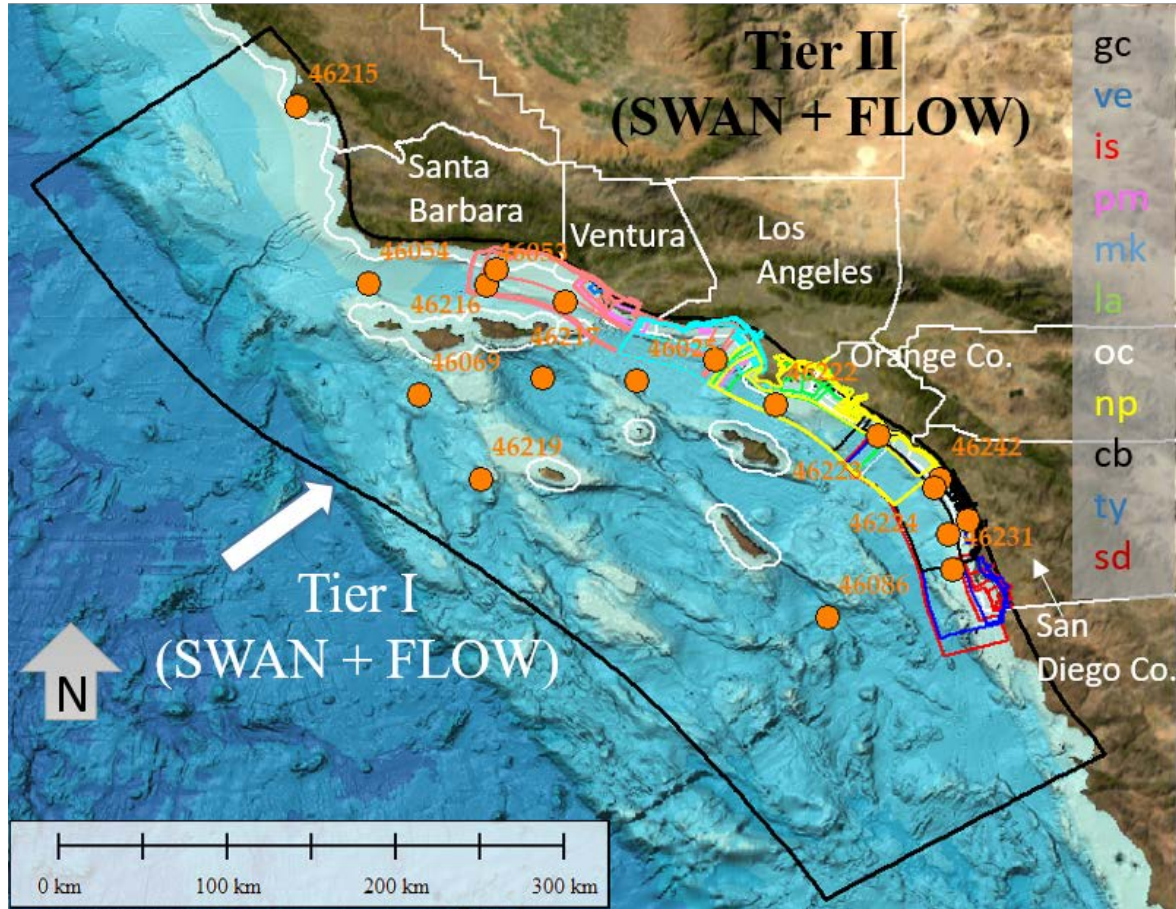 Tier II
(SWAN + FLOW)
gc
ve
is
pm
mk
la
oc
np
cb
ty
sd
46215
Santa
Barbara
Ventura
Los
Angeles
Orange Co.
San
Diego Co.
46054
46053
46216
46217
46069
46025
46222
46219
46223
46242
46224
46231
46086
Tier I
(SWAN + FLOW)
N
0 km
100 km
200 km
300 km